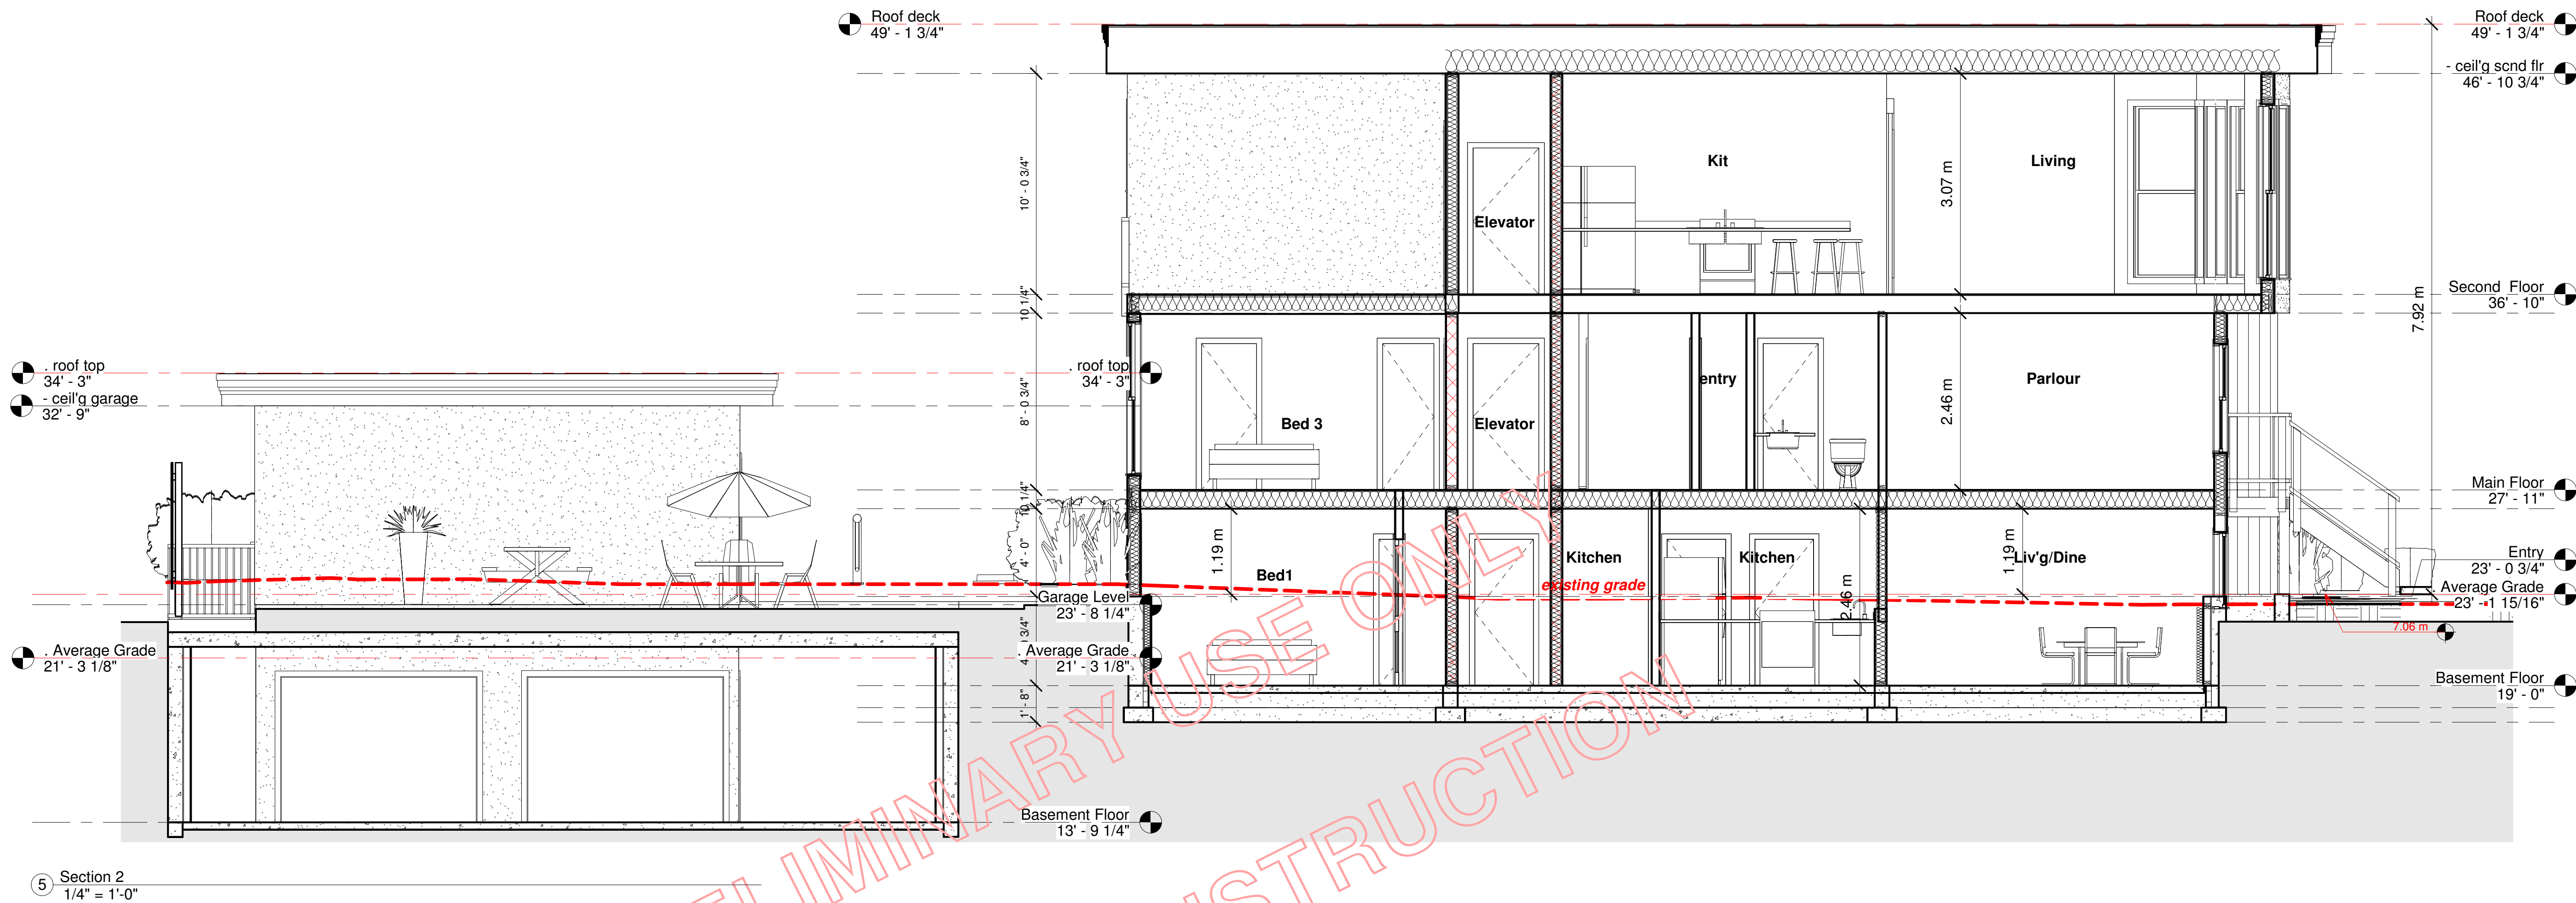 Roof deck
49' - 1 3/4"
Roof deck
49' - 1 3/4"
- ceil'g scnd flr
46' - 10 3/4"
10' - 0 3/4"
Kit
Living
3.07 m
Elevator
7.92 m
Second Floor
36' - 10"
10 1/4"
. roof top
34' - 3"
- ceil'g garage
32' - 9"
. roof top
34' - 3"
8' - 0 3/4"
Bed 3
Elevator
entry
2.46 m
Parlour
Main Floor
27' - 11"
10 1/4"
4' - 0"
1.19 m
Bed1
Kitchen
existing grade
Kitchen
2.46 m
1.19 m
Liv'g/Dine
Entry
23' - 0 3/4"
Average Grade
23' - 1 15/16"
7.06 m
Garage Level
23' - 8 1/4"
. Average Grade
21' - 3 1/8"
. Average Grade
21' - 3 1/8"
1' - 8"
Basement Floor
19' - 0"
Basement Floor
13' - 9 1/4"
ELIMINARY USE ONLY
NSTRUCTION
5
Section 2
1/4" = 1'-0"